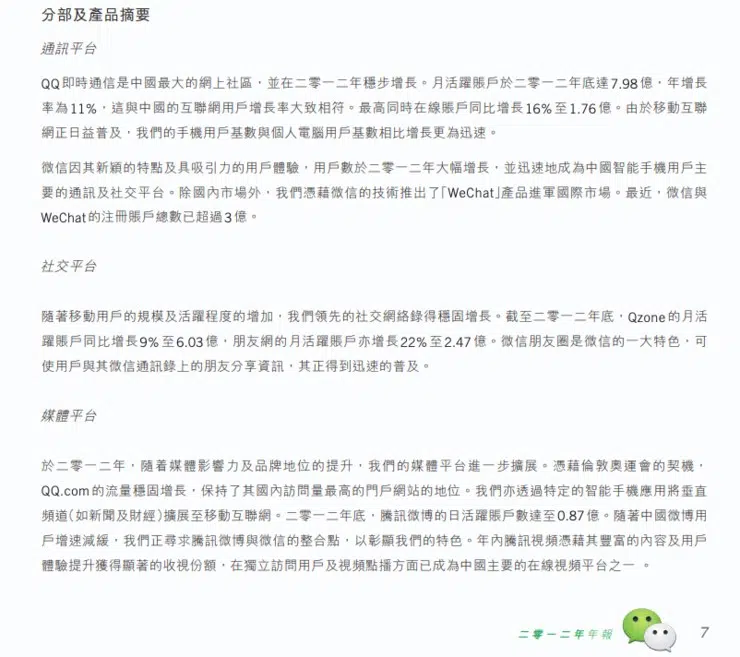 分部及產品摘要
通訊平台
QQ即時通信是中國最大的網上社區，並在二零一二年穩步增長。月活躍賬戶於二零一二年底達7.98億，年增長
率為11%，這與中國的互聯網用戶增長率大致相符。最高同時在線賬戶同比增長16%至1.76億。由於移動互聯
網正日益普及，我們的手機用戶基數與個人電腦用戶基數相比增長更為迅速。
微信因其新穎的特點及具吸引力的用戶體驗，用戶數於二零一二年大幅增長，並迅速地成為中國智能手機用戶主
要的通訊及社交平台。除國內市場外，我們憑藉微信的技術推出了「WeChat」產品進軍國際市場。最近，微信與
WeChat的注冊賬戶總數已超過3億。
社交平台
隨著移動用戶的規模及活躍程度的增加，我們領先的社交網絡錄得穩固增長。截至二零一二年底，Qzone的月活
躍賬戶同比增長9%至6.03億，朋友網的月活躍賬戶亦增長22%至2.47億。微信朋友圈是微信的一大特色，可
使用戶與其微信通訊錄上的朋友分享資訊，其正得到迅速的普及。
媒體平台
於二零一二年，隨着媒體影響力及品牌地位的提升，我們的媒體平台進一步擴展。憑藉倫敦奧運會的契機，
QQ.com的流量穩固增長，保持了其國內訪問量最高的門戶網站的地位。我們亦透過特定的智能手機應用將垂直
頻道(如新聞及財經)擴展至移動互聯網。二零一二年底，騰訊微博的日活躍賬戶數達至0.87億。隨著中國微博用
戶增速減緩，我們正尋求騰訊微博與微信的整合點，以彰顯我們的特色。年內騰訊視頻憑藉其豐富的內容及用戶
體驗提升獲得顯著的收視份額，在獨立訪問用戶及視頻點播方面已成為中國主要的在線視頻平台之一 。
二零一二年年報 7